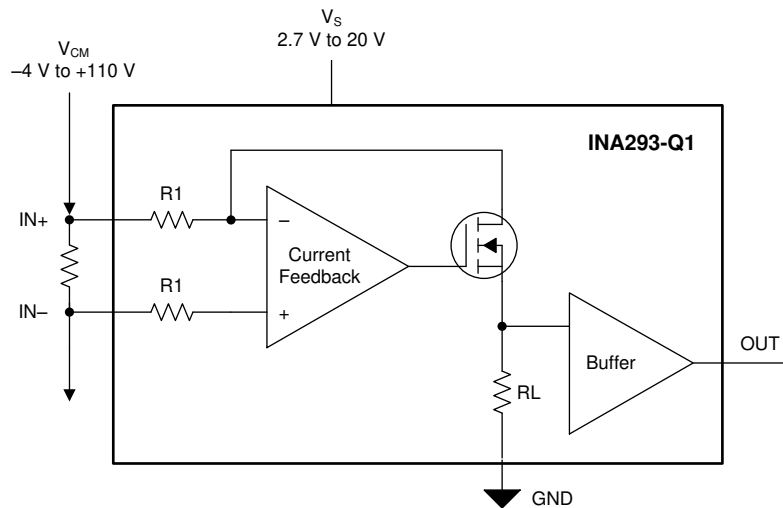 V_S
2.7 V to 20 V
V_CM
–4 V to +110 V
INA293-Q1
R1
IN+
–
Current
Feedback
R1
IN–
+
Buffer
OUT
RL
GND